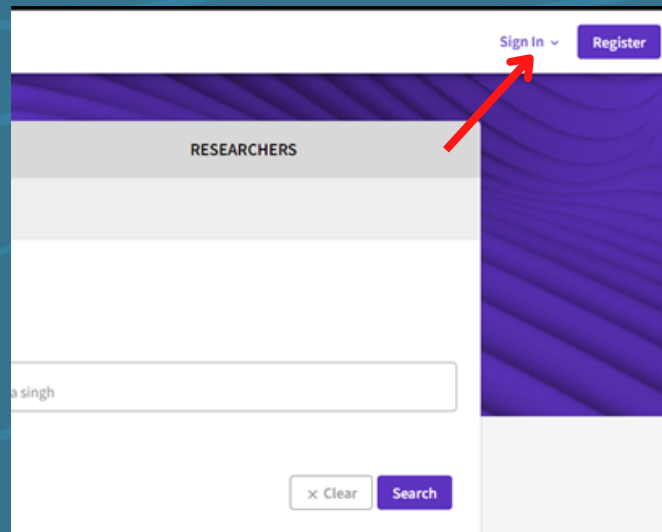 Sign In
Register
RESEARCHERS
a singh
× Clear
Search